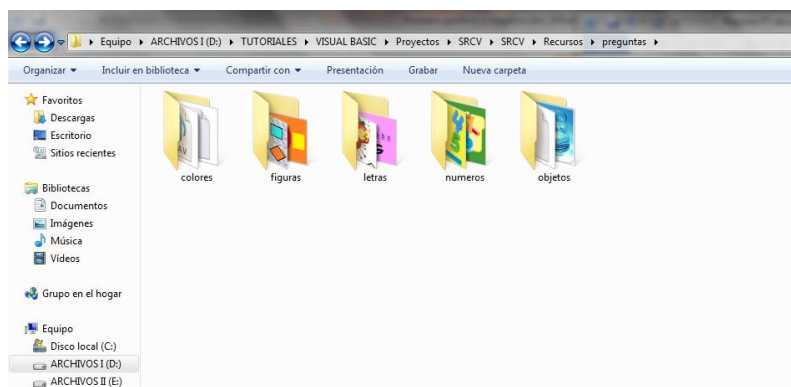 Equipo ▸ ARCHIVOS I (D:) ▸ TUTORIALES ▸ VISUAL BASIC ▸ Proyectos ▸ SRCV ▸ SRCV ▸ Recursos ▸ preguntas ▸
Organizar Incluir en biblioteca Compartir con Presentación Grabar Nueva carpeta
Favoritos
Descargas
Escritorio
Sitios recientes
Bibliotecas
Documentos
Imágenes
Música
Vídeos
Grupo en el hogar
Equipo
Disco local (C:)
ARCHIVOS I (D:)
ARCHIVOS II (E:)
colores figuras letras numeros objetos